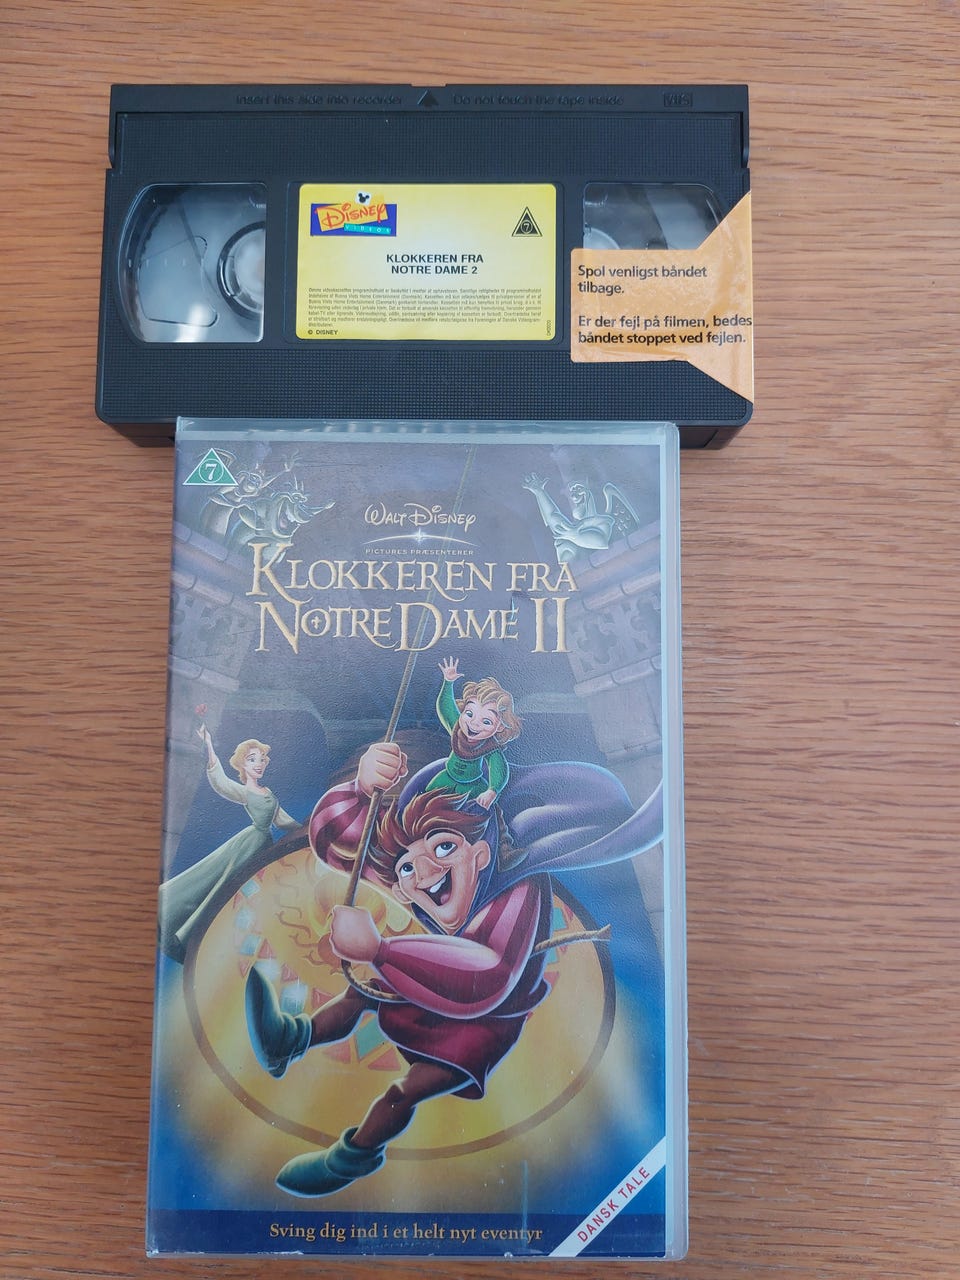 Insert this side into recorder Do not touch the tape inside VHS
DISNEY
VIDEOS
7
KLOKKEREN FRA
NOTRE DAME 2
© DISNEY
Spol venligst båndet
tilbage.
Er der fejl på filmen, bedes
båndet stoppet ved fejlen.
7
WALT DISNEY
PICTURES PRÆSENTERER
KLOKKEREN FRA
NOTRE DAME II
DANSK TALE
Sving dig ind i et helt nyt eventyr